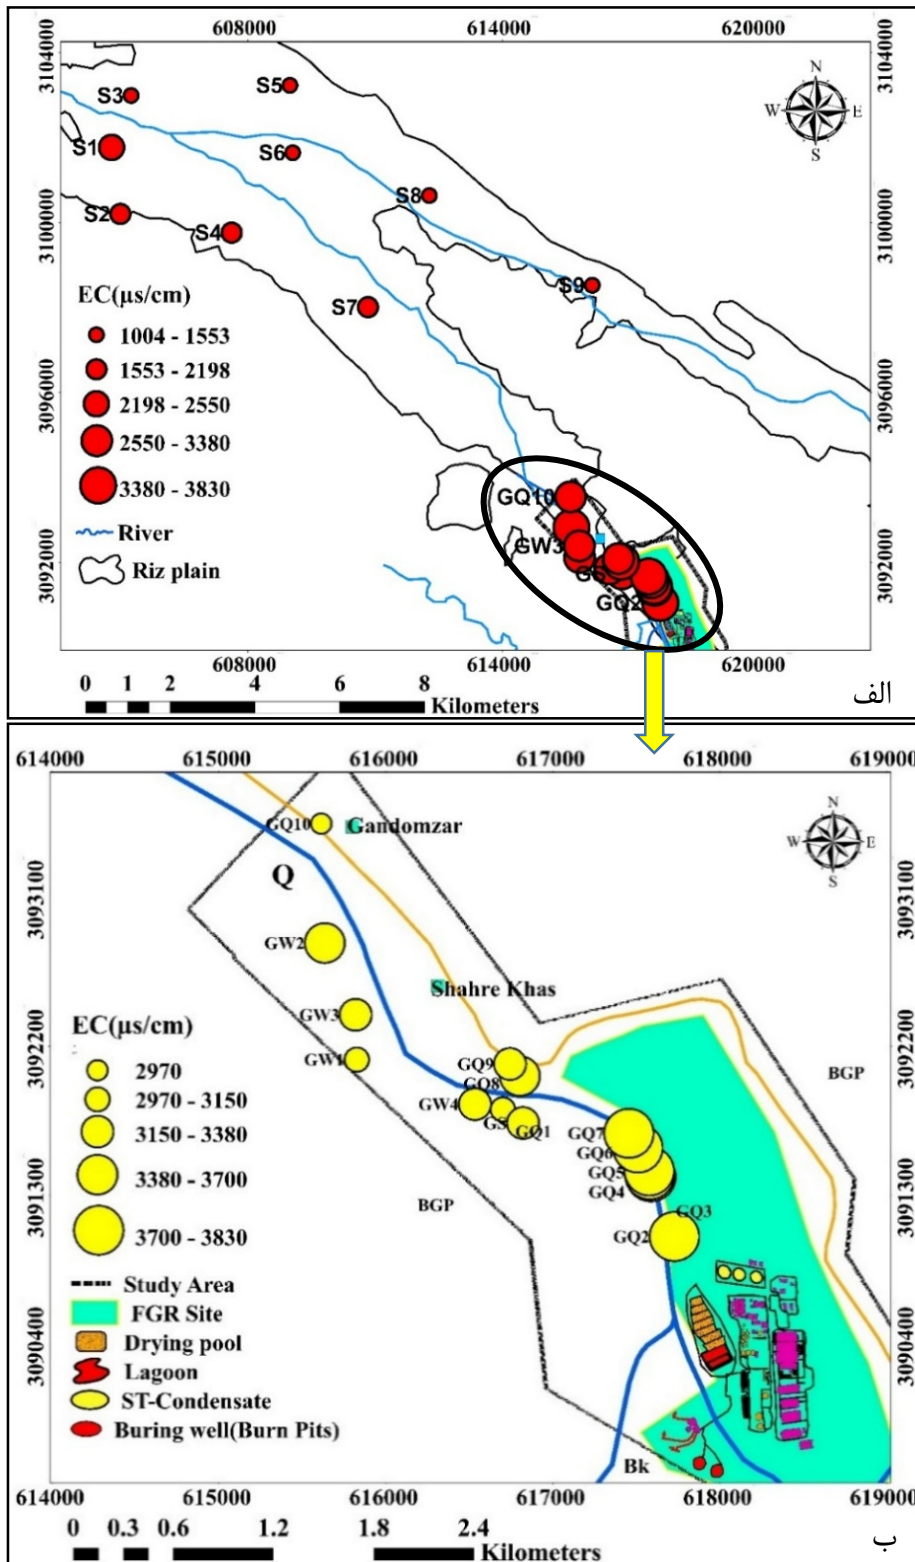 608000 614000 620000
3104000 3104000
N
W E
S
S5
S3
S1
S6
S8
S2
S4
3100000 3100000
S9
S7
EC(µs/cm)
1004 - 1553
1553 - 2198
2198 - 2550
2550 - 3380
3380 - 3830
River
Riz plain
3096000 3096000
GQ10
GW3
GQ2
3092000 3092000
608000 614000 620000
0 1 2 4 6 8
Kilometers
الف
614000 615000 616000 617000 618000 619000
N
W E
S
GQ10 Gandomzar
Q
3093100 3093100
GW2
Shahre Khas
GW3
GW1
3092200 3092200
GQ9
GQ8
BGP
GW4
GS
GQ1
GQ7
GQ6
GQ5
GQ4
BGP
GQ3
GQ2
3091300 3091300
EC(µs/cm)
2970
2970 - 3150
3150 - 3380
3380 - 3700
3700 - 3830
Study Area
FGR Site
Drying pool
Lagoon
ST-Condensate
Buring well(Burn Pits)
3090400 3090400
Bk
614000 615000 616000 617000 618000 619000
0 0.3 0.6 1.2 1.8 2.4
Kilometers
ب